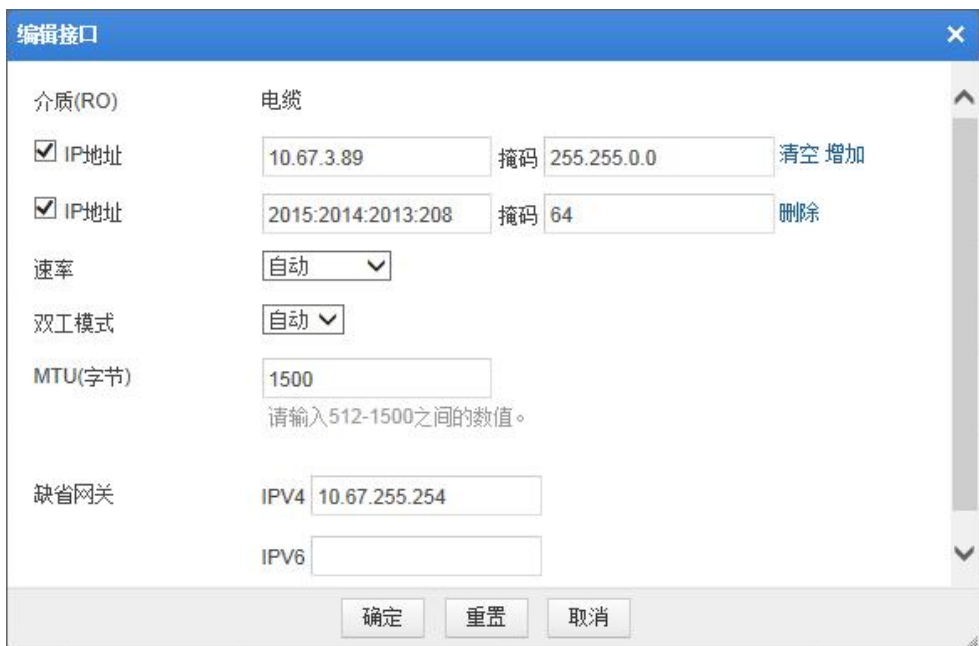 编辑接口
介质(RO) 电缆
IP地址 10.67.3.89 掩码 255.255.0.0 清空 增加
IP地址 2015:2014:2013:208 掩码 64 删除
速率 自动
双工模式 自动
MTU(字节) 1500
请输入512-1500之间的数值。
缺省网关 IPV4 10.67.255.254
IPV6
确定 重置 取消